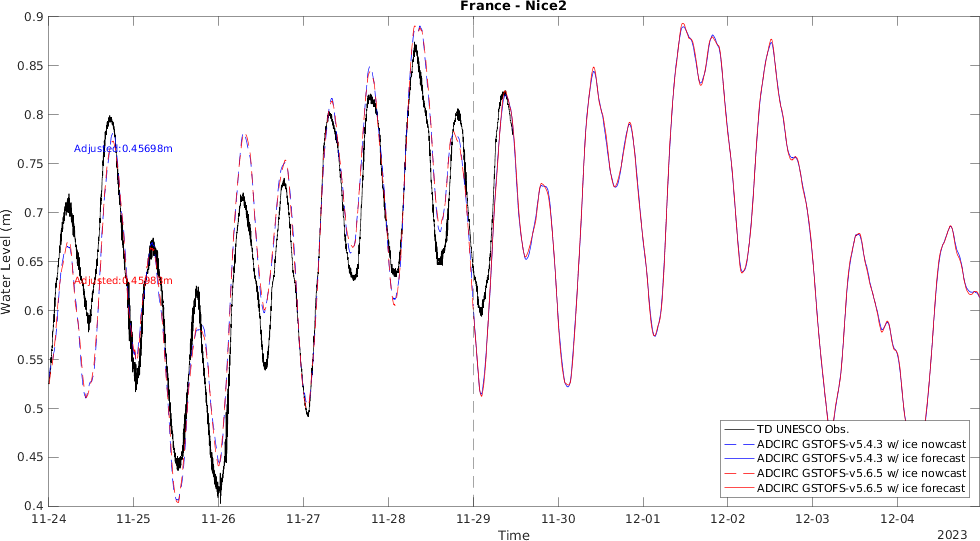 France - Nice2
0.9
0.85
0.8
0.75
0.7
0.65
0.6
0.55
0.5
0.45
0.4
Water Level (m)
Adjusted:0.45698m
TD UNESCO Obs.
ADCIRC GSTOFS-v5.4.3 w/ ice nowcast
ADCIRC GSTOFS-v5.4.3 w/ ice forecast
ADCIRC GSTOFS-v5.6.5 w/ ice nowcast
ADCIRC GSTOFS-v5.6.5 w/ ice forecast
11-24 11-25 11-26 11-27 11-28 11-29 11-30 12-01 12-02 12-03 12-04
Time
2023